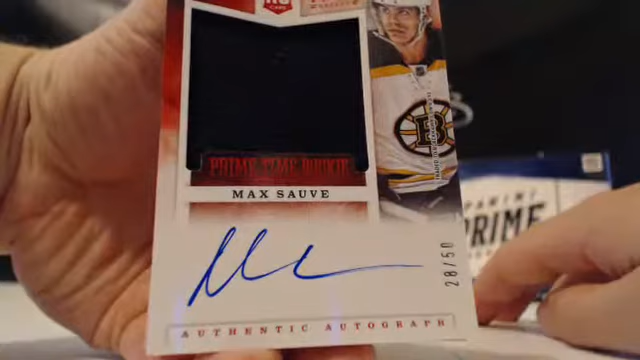 RC
PRIME TIME ROOKIE
MAX SAUVE
28/50
AUTHENTIC AUTOGRAPH
PANINI
PRIME
B